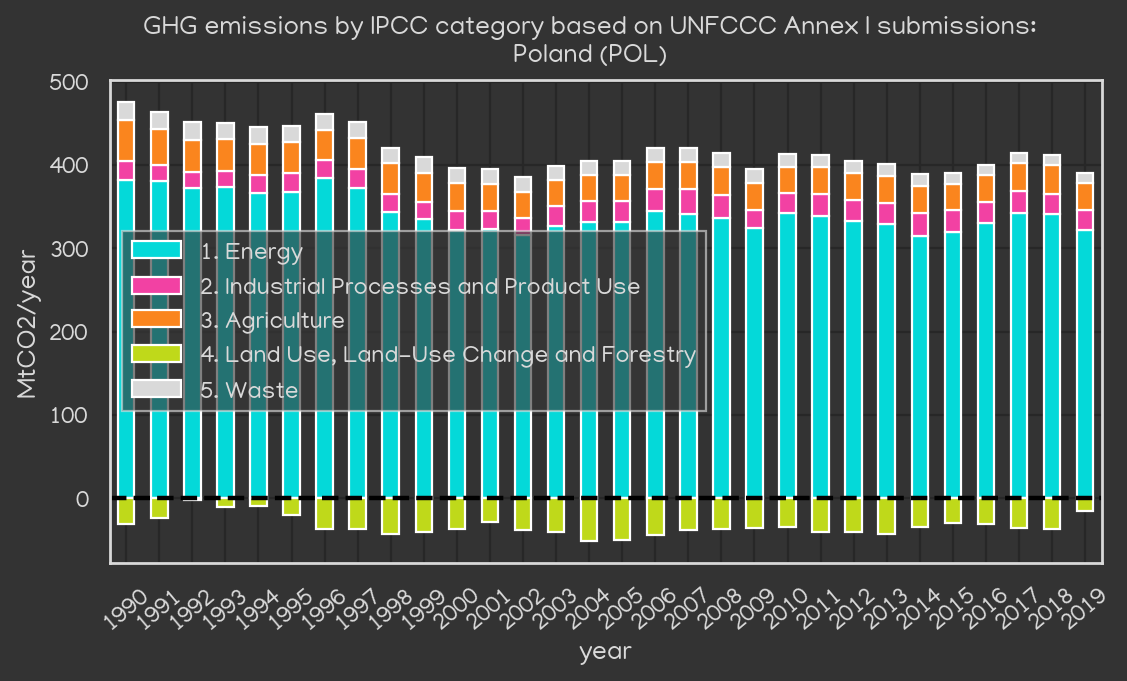 GHG emissions by IPCC category based on UNFCCC Annex I submissions:
Poland (POL)
MtCO2/year
500
400
300
200
100
0
1. Energy
2. Industrial Processes and Product Use
3. Agriculture
4. Land Use, Land-Use Change and Forestry
5. Waste
1990 1991 1992 1993 1994 1995 1996 1997 1998 1999 2000 2001 2002 2003 2004 2005 2006 2007 2008 2009 2010 2011 2012 2013 2014 2015 2016 2017 2018 2019
year